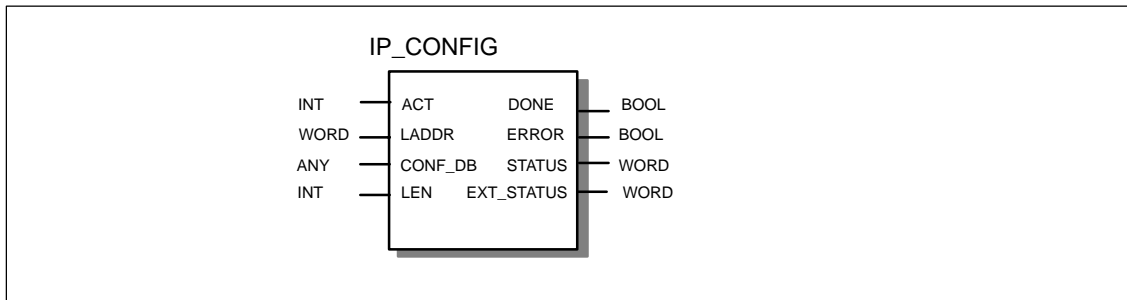 IP_CONFIG
INT ACT DONE BOOL
WORD LADDR ERROR BOOL
ANY CONF_DB STATUS WORD
INT LEN EXT_STATUS WORD